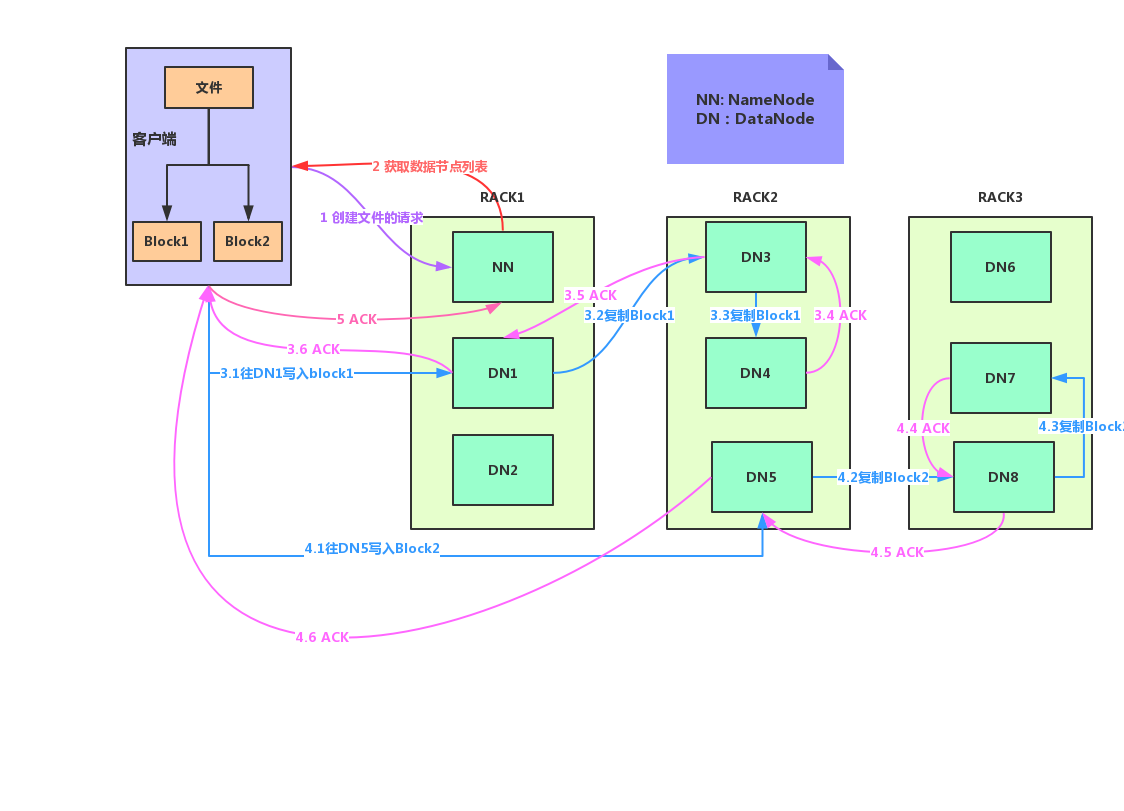 文件
客户端
Block1
Block2
NN: NameNode
DN：DataNode
2 获取数据节点列表
1 创建文件的请求
RACK1
RACK2
RACK3
NN
DN3
DN6
3.5 ACK
5 ACK
3.2复制Block1
3.3复制Block1
3.4 ACK
3.6 ACK
3.1往DN1写入block1
DN1
DN4
DN7
4.4 ACK
4.3复制Block2
DN2
DN5
4.2复制Block2
DN8
4.1往DN5写入Block2
4.5 ACK
4.6 ACK